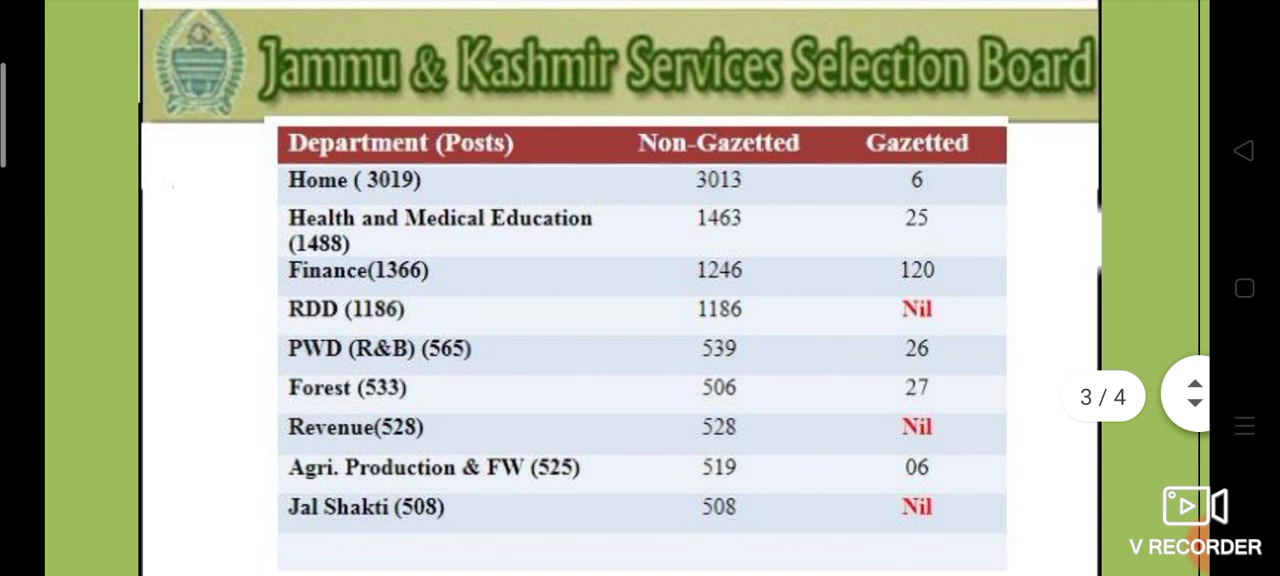 Jammu & Kashmir Services Selection Board
Department (Posts) Non-Gazetted Gazetted
Home ( 3019) 3013 6
Health and Medical Education 1463 25
(1488)
Finance(1366) 1246 120
RDD (1186) 1186 Nil
PWD (R&B) (565) 539 26
Forest (533) 506 27
Revenue(528) 528 Nil
Agri. Production & FW (525) 519 06
Jal Shakti (508) 508 Nil
3 / 4
V RECORDER